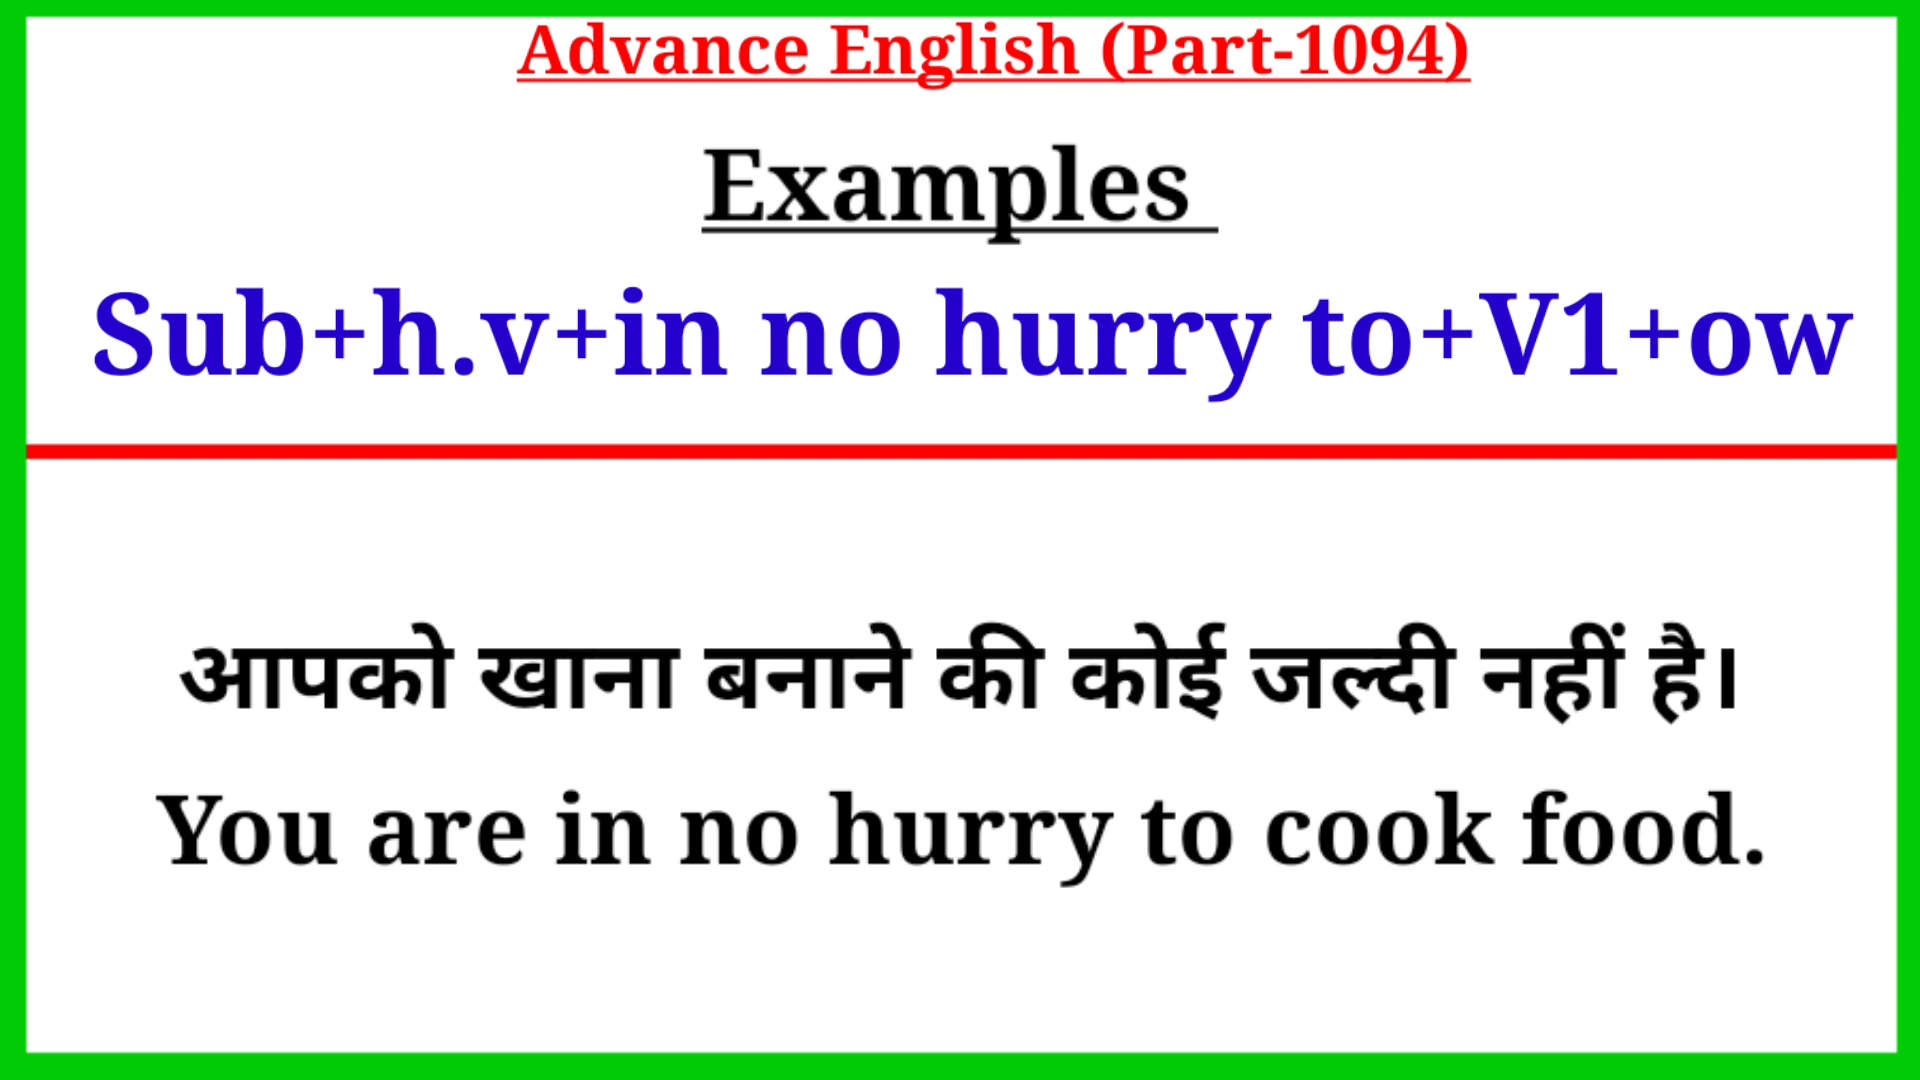 Advance English (Part-1094)
Examples
Sub+h.v+in no hurry to+V1+ow
आपको खाना बनाने की कोई जल्दी नहीं है।
You are in no hurry to cook food.